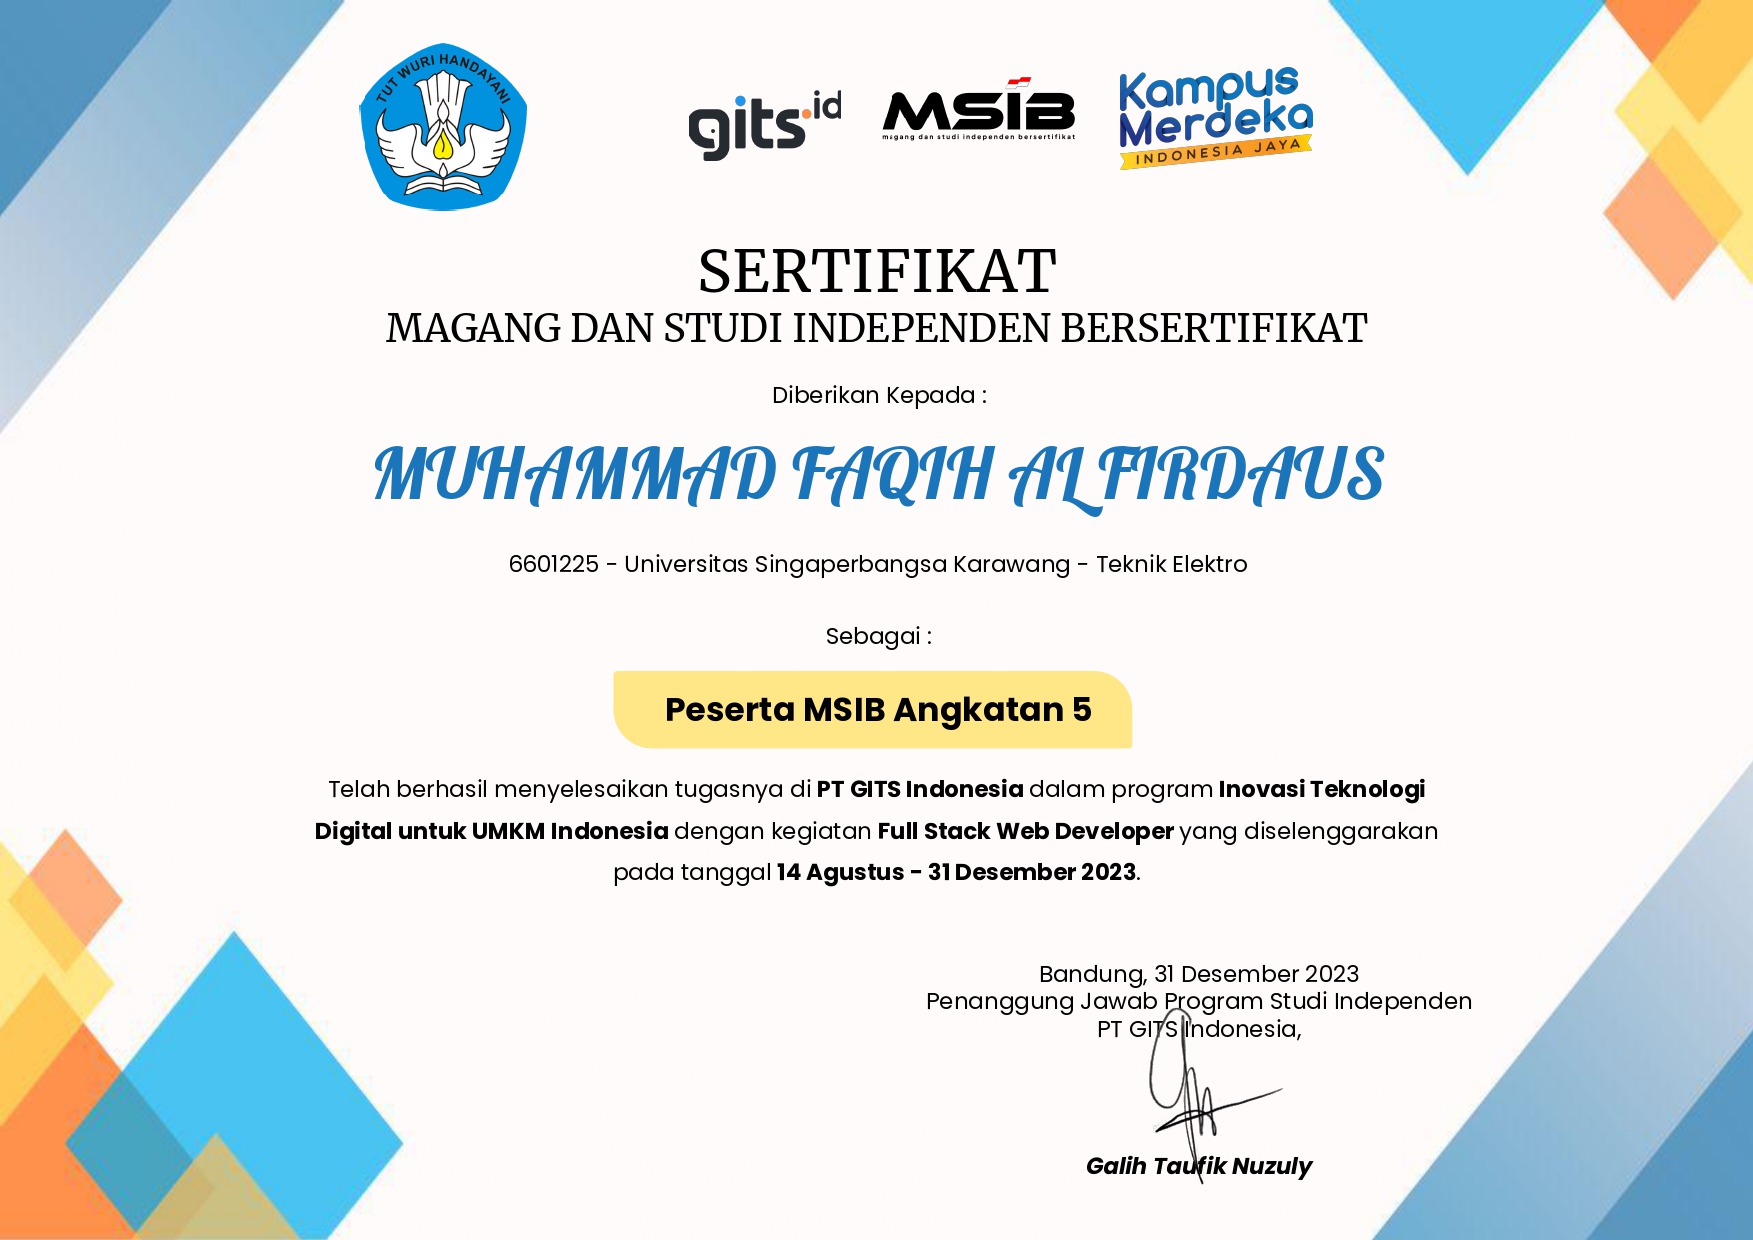 TUT WURI HANDAYANI
gits.id
MSIB
magang dan studi independen bersertifikat
Kampus
Merdeka
INDONESIA JAYA
SERTIFIKAT
MAGANG DAN STUDI INDEPENDEN BERSERTIFIKAT
Diberikan Kepada :
MUHAMMAD FAQIH AL FIRDAUS
6601225 - Universitas Singaperbangsa Karawang - Teknik Elektro
Sebagai :
Peserta MSIB Angkatan 5
Telah berhasil menyelesaikan tugasnya di PT GITS Indonesia dalam program Inovasi Teknologi
Digital untuk UMKM Indonesia dengan kegiatan Full Stack Web Developer yang diselenggarakan
pada tanggal 14 Agustus - 31 Desember 2023.
Bandung, 31 Desember 2023
Penanggung Jawab Program Studi Independen
PT GITS Indonesia,
Galih Taufik Nuzuly